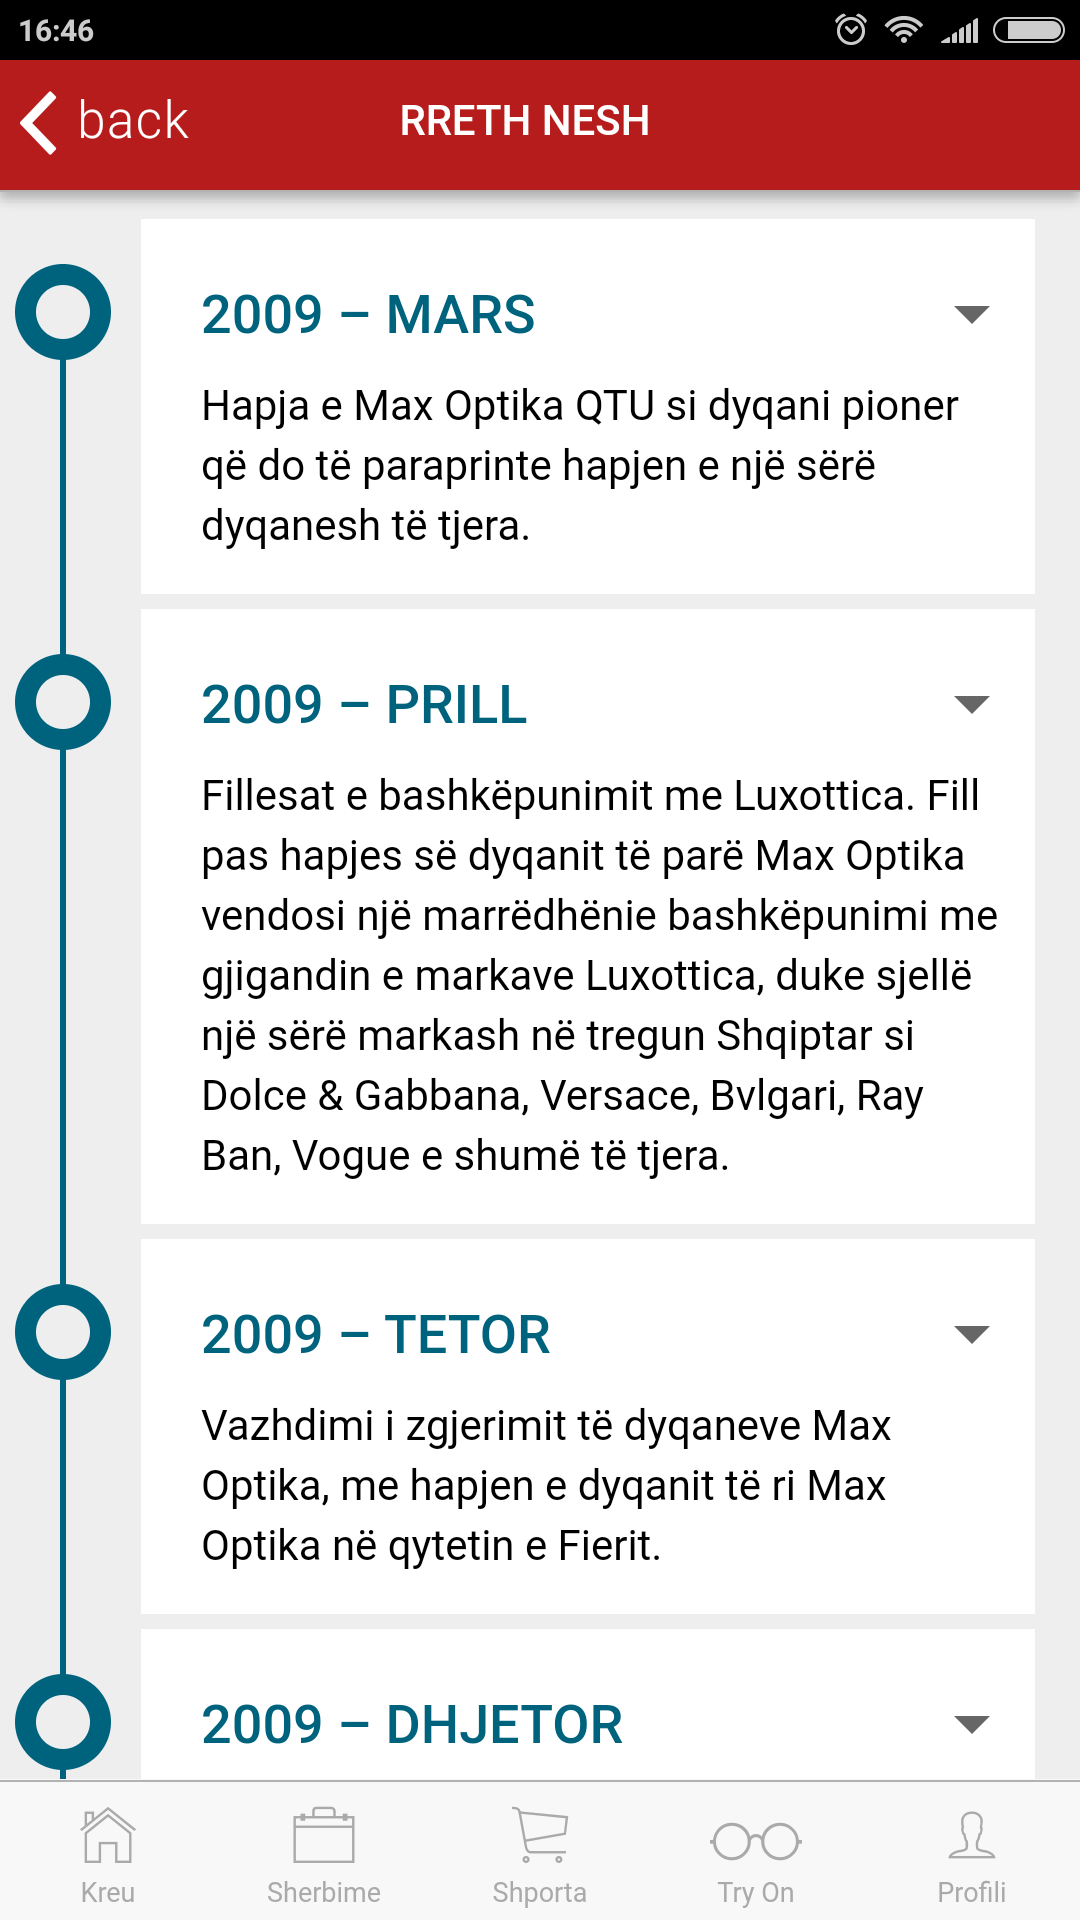 16:46
back
RRETH NESH
2009 – MARS
Hapja e Max Optika QTU si dyqani pioner
që do të paraprinte hapjen e një sërë
dyqanesh të tjera.
2009 – PRILL
Fillesat e bashkëpunimit me Luxottica. Fill
pas hapjes së dyqanit të parë Max Optika
vendosi një marrëdhënie bashkëpunimi me
gjigandin e markave Luxottica, duke sjellë
një sërë markash në tregun Shqiptar si
Dolce & Gabbana, Versace, Bvlgari, Ray
Ban, Vogue e shumë të tjera.
2009 – TETOR
Vazhdimi i zgjerimit të dyqaneve Max
Optika, me hapjen e dyqanit të ri Max
Optika në qytetin e Fierit.
2009 – DHJETOR
Kreu
Sherbime
Shporta
Try On
Profili